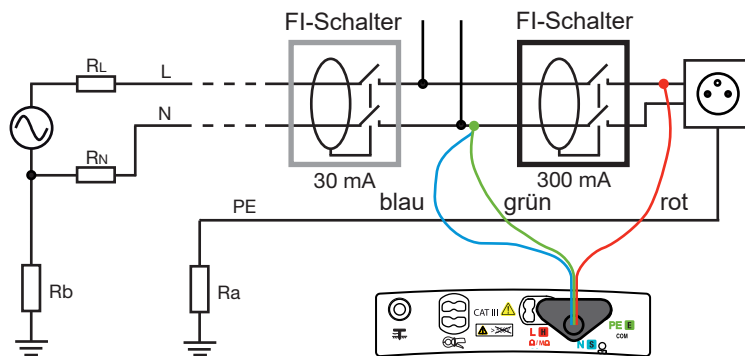 FI-Schalter
FI-Schalter
RL
L
N
RN
30 mA
300 mA
blau
grün
rot
PE
Rb
Ra
CAT III
L H
Ω/MΩ
N S
PE E
COM